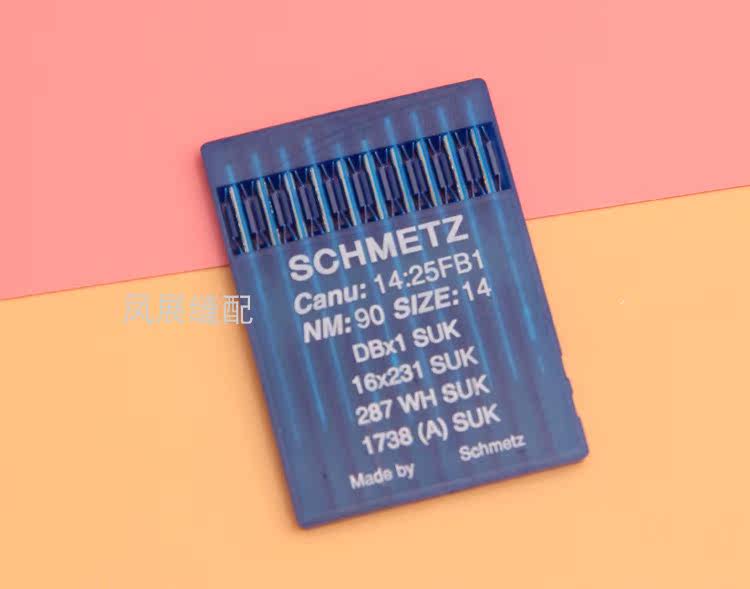 SCHMETZ
Canu: 14:25FB1
NM: 90 SIZE: 14
DBx1 SUK
16x231 SUK
287 WH SUK
1738 (A) SUK
Made by Schmetz
风展缝配